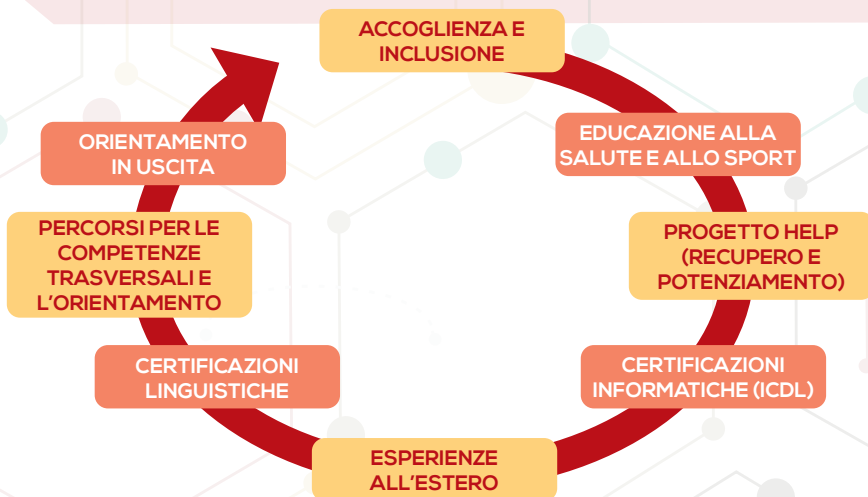 ACCOGLIENZA E
INCLUSIONE
EDUCAZIONE ALLA
SALUTE E ALLO SPORT
PROGETTO HELP
(RECUPERO E
POTENZIAMENTO)
CERTIFICAZIONI
INFORMATICHE (ICDL)
ESPERIENZE
ALL'ESTERO
CERTIFICAZIONI
LINGUISTICHE
PERCORSI PER LE
COMPETENZE
TRASVERSALI E
L'ORIENTAMENTO
ORIENTAMENTO
IN USCITA